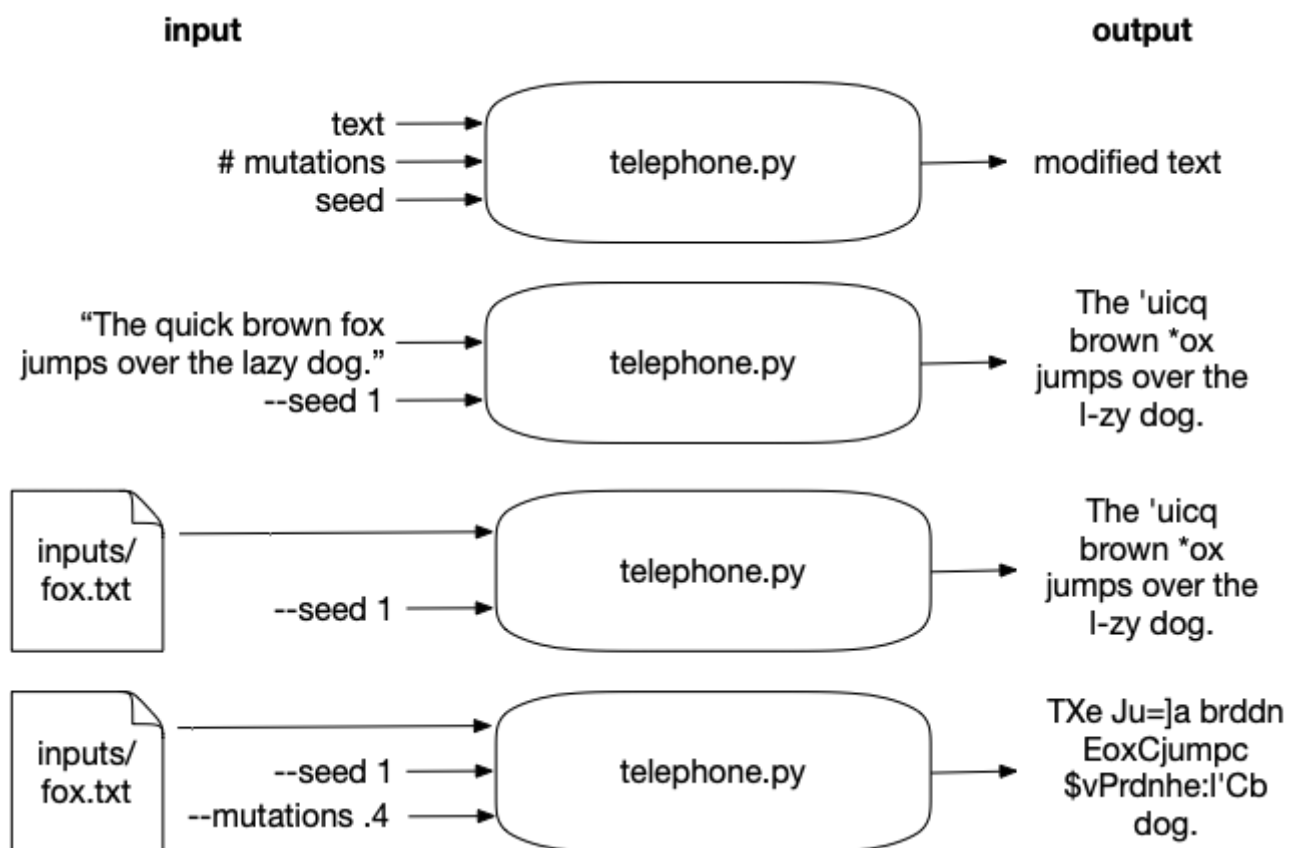 input
output
text
# mutations
seed
telephone.py
modified text
“The quick brown fox
jumps over the lazy dog.”
--seed 1
telephone.py
The 'uicq
brown *ox
jumps over the
l-zy dog.
inputs/
fox.txt
--seed 1
telephone.py
The 'uicq
brown *ox
jumps over the
l-zy dog.
inputs/
fox.txt
--seed 1
--mutations .4
telephone.py
TXe Ju=]a brddn
EoxCjumpc
$vPrdnhe:l'Cb
dog.